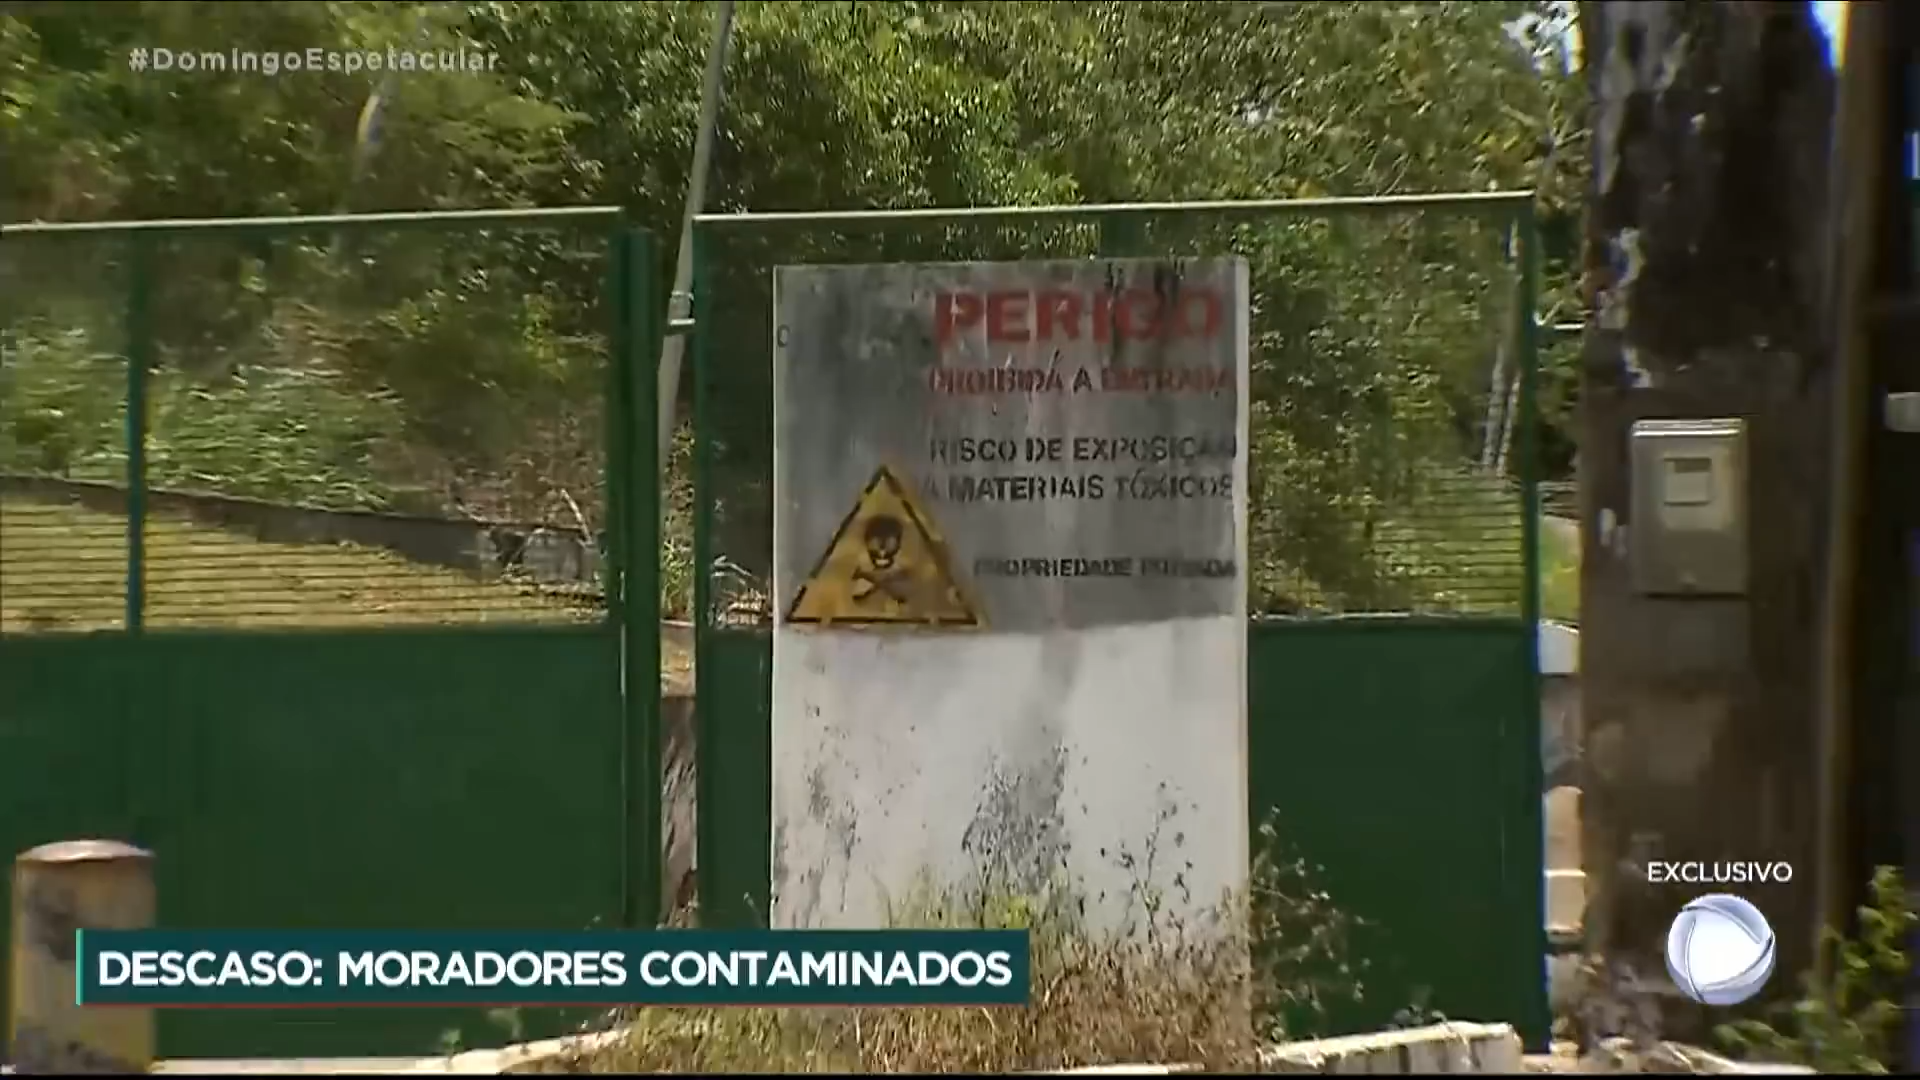 #DomingoEspetacular
PERIGO
PROIBIDA A ENTRADA
RISCO DE EXPOSIÇÃO
A MATERIAIS TÓXICOS
PROPRIEDADE PRIVADA
EXCLUSIVO
DESCASO: MORADORES CONTAMINADOS